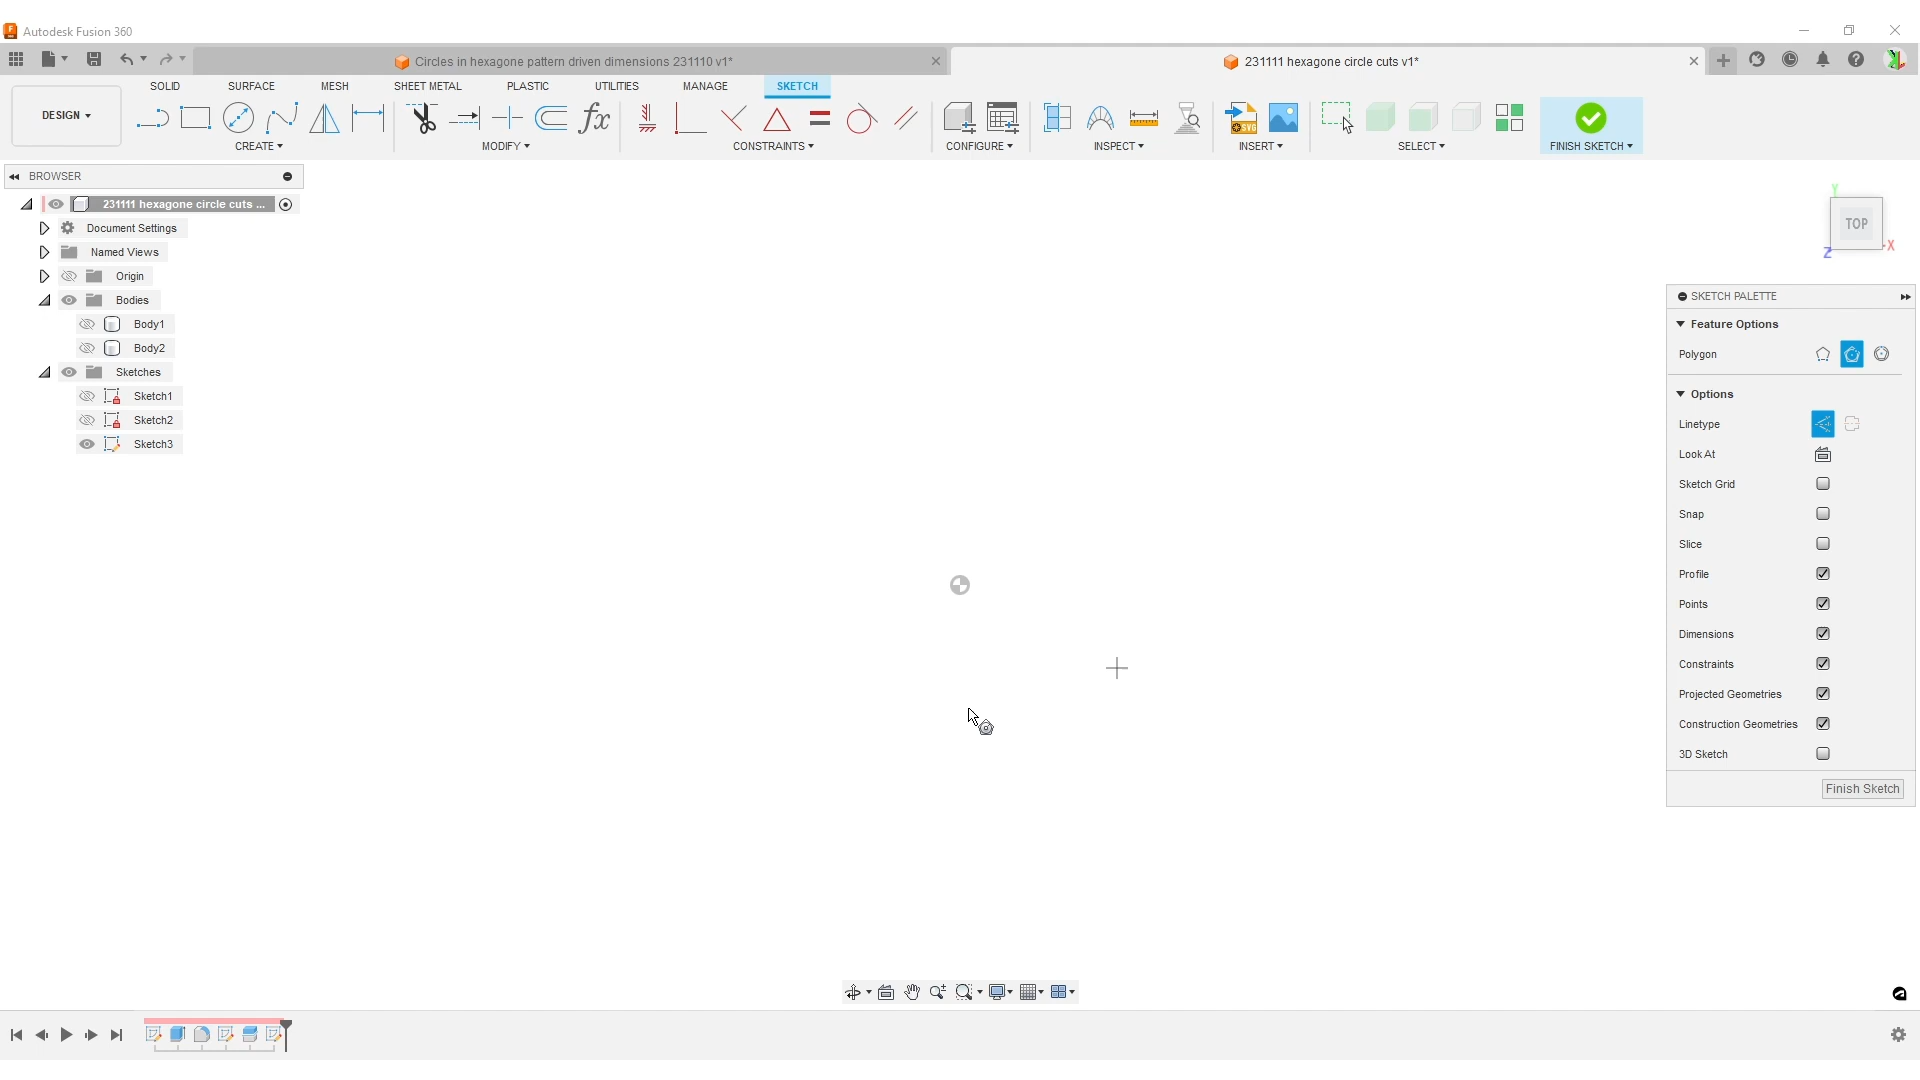 Autodesk Fusion 360
Circles in hexagone pattern driven dimensions 231110 v1*
231111 hexagone circle cuts v1*
DESIGN
SOLID
SURFACE
MESH
SHEET METAL
PLASTIC
UTILITIES
MANAGE
SKETCH
CREATE
MODIFY
CONSTRAINTS
CONFIGURE
INSPECT
INSERT
SELECT
FINISH SKETCH
BROWSER
231111 hexagone circle cuts ...
Document Settings
Named Views
Origin
Bodies
Body1
Body2
Sketches
Sketch1
Sketch2
Sketch3
Y
TOP
X
Z
SKETCH PALETTE
Feature Options
Polygon
Options
Linetype
Look At
Sketch Grid
Snap
Slice
Profile
Points
Dimensions
Constraints
Projected Geometries
Construction Geometries
3D Sketch
Finish Sketch